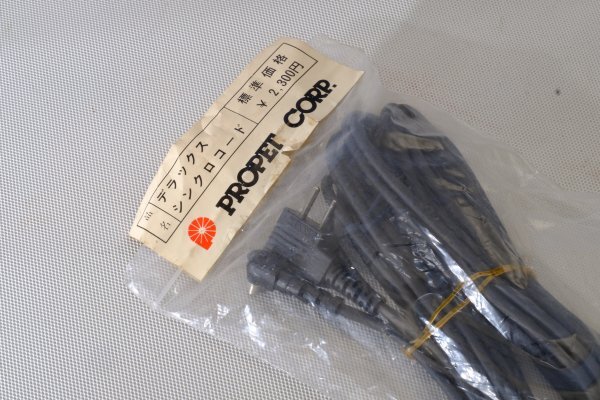 品名
デラックス
シンクロコード
標準価格
¥ 2,300円
PROPET CORP.